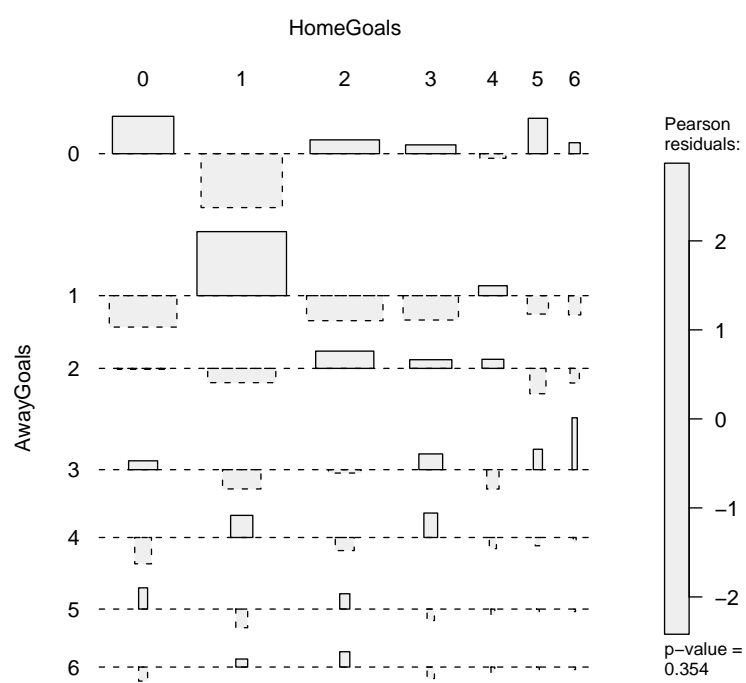 HomeGoals
0 1 2 3 4 5 6
Pearson
residuals:
0
2
1
1
AwayGoals
2
0
3
−1
4
5
−2
6
p−value =
0.354